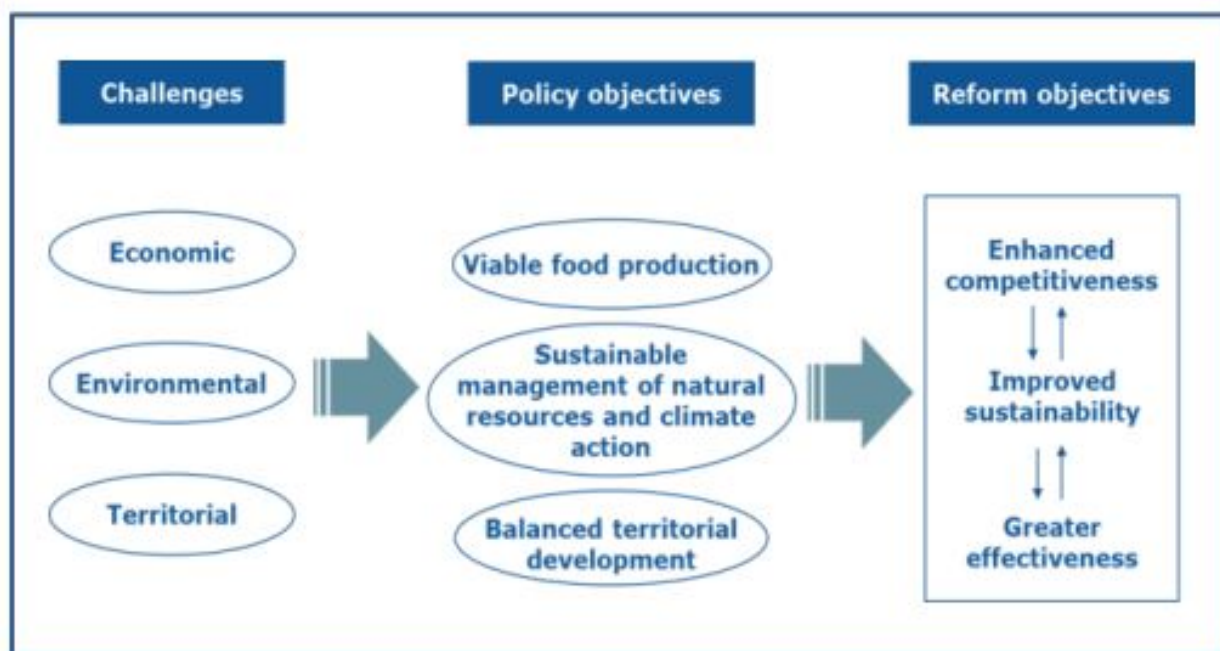 Challenges
Policy objectives
Reform objectives
Economic
Environmental
Territorial
Viable food production
Sustainable
management of natural
resources and climate
action
Balanced territorial
development
Enhanced
competitiveness
Improved
sustainability
Greater
effectiveness